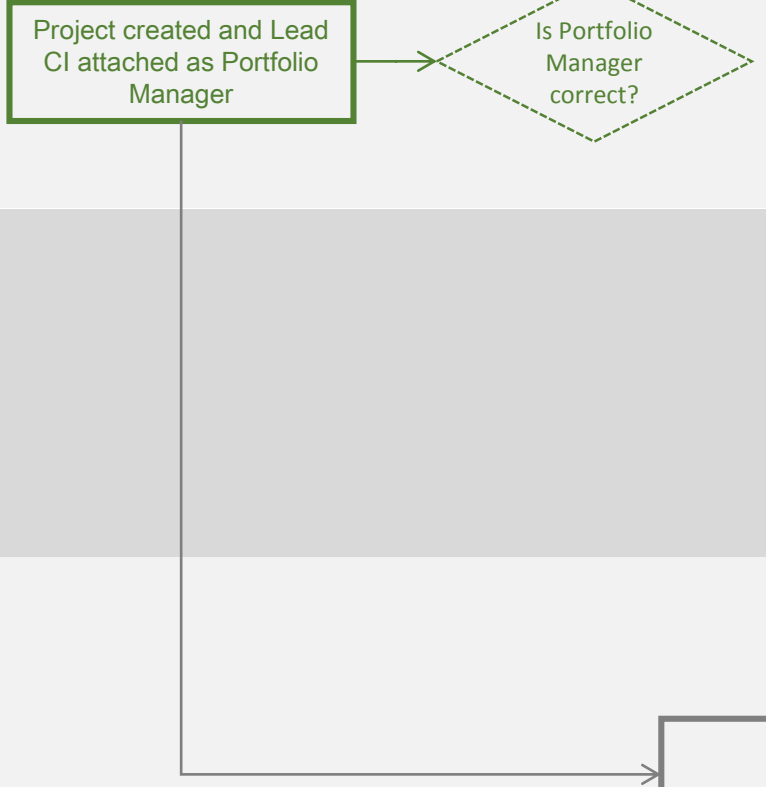 Project created and Lead
CI attached as Portfolio
Manager
Is Portfolio
Manager
correct?